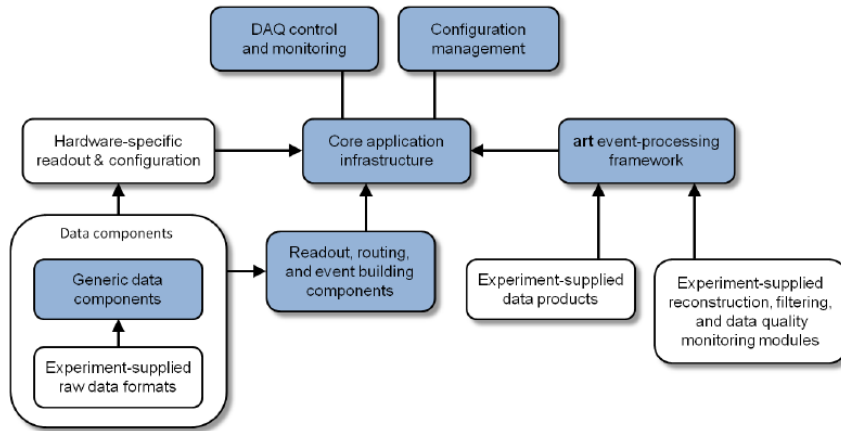 DAQ control
and monitoring
Configuration
management
Hardware-specific
readout & configuration
Core application
infrastructure
art event-processing
framework
Data components
Generic data
components
Experiment-supplied
raw data formats
Readout, routing,
and event building
components
Experiment-supplied
data products
Experiment-supplied
reconstruction, filtering,
and data quality
monitoring modules